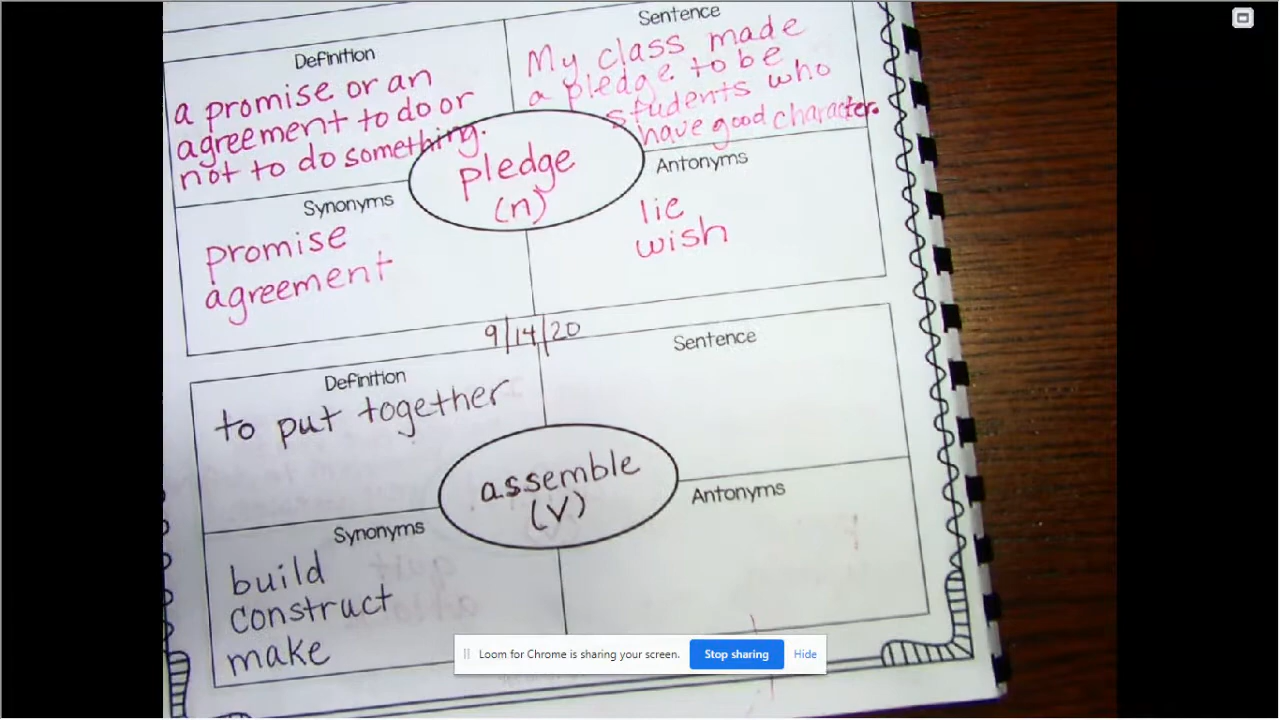 Definition
a promise or an
agreement to do or
not to do something.
Sentence
My class made
a pledge to be
students who
have good character.
pledge
(n)
Synonyms
promise
agreement
Antonyms
lie
wish
9/14/20
Definition
to put together
Sentence
assemble
(v)
Synonyms
build
construct
make
Antonyms
Loom for Chrome is sharing your screen.
Stop sharing
Hide